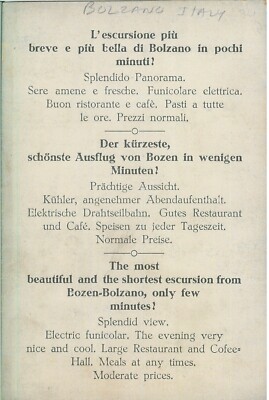 BOLZANO ITALY
L'escursione più
breve e più bella di Bolzano in pochi
minuti!
Splendido Panorama.
Sere amene e fresche. Funicolare elettrica.
Buon ristorante e cafè. Pasti a tutte
le ore. Prezzi normali.
Der kürzeste,
schönste Ausflug von Bozen in wenigen
Minuten!
Prächtige Aussicht.
Kühler, angenehmer Abendaufenthalt.
Elektrische Drahtseilbahn. Gutes Restaurant
und Café. Speisen zu jeder Tageszeit.
Normale Preise.
The most
beautiful and the shortest escursion from
Bozen-Bolzano, only few
minutes!
Splendid view.
Electric funicolar. The evening very
nice and cool. Large Restaurant and Cofee-
Hall. Meals at any times.
Moderate prices.